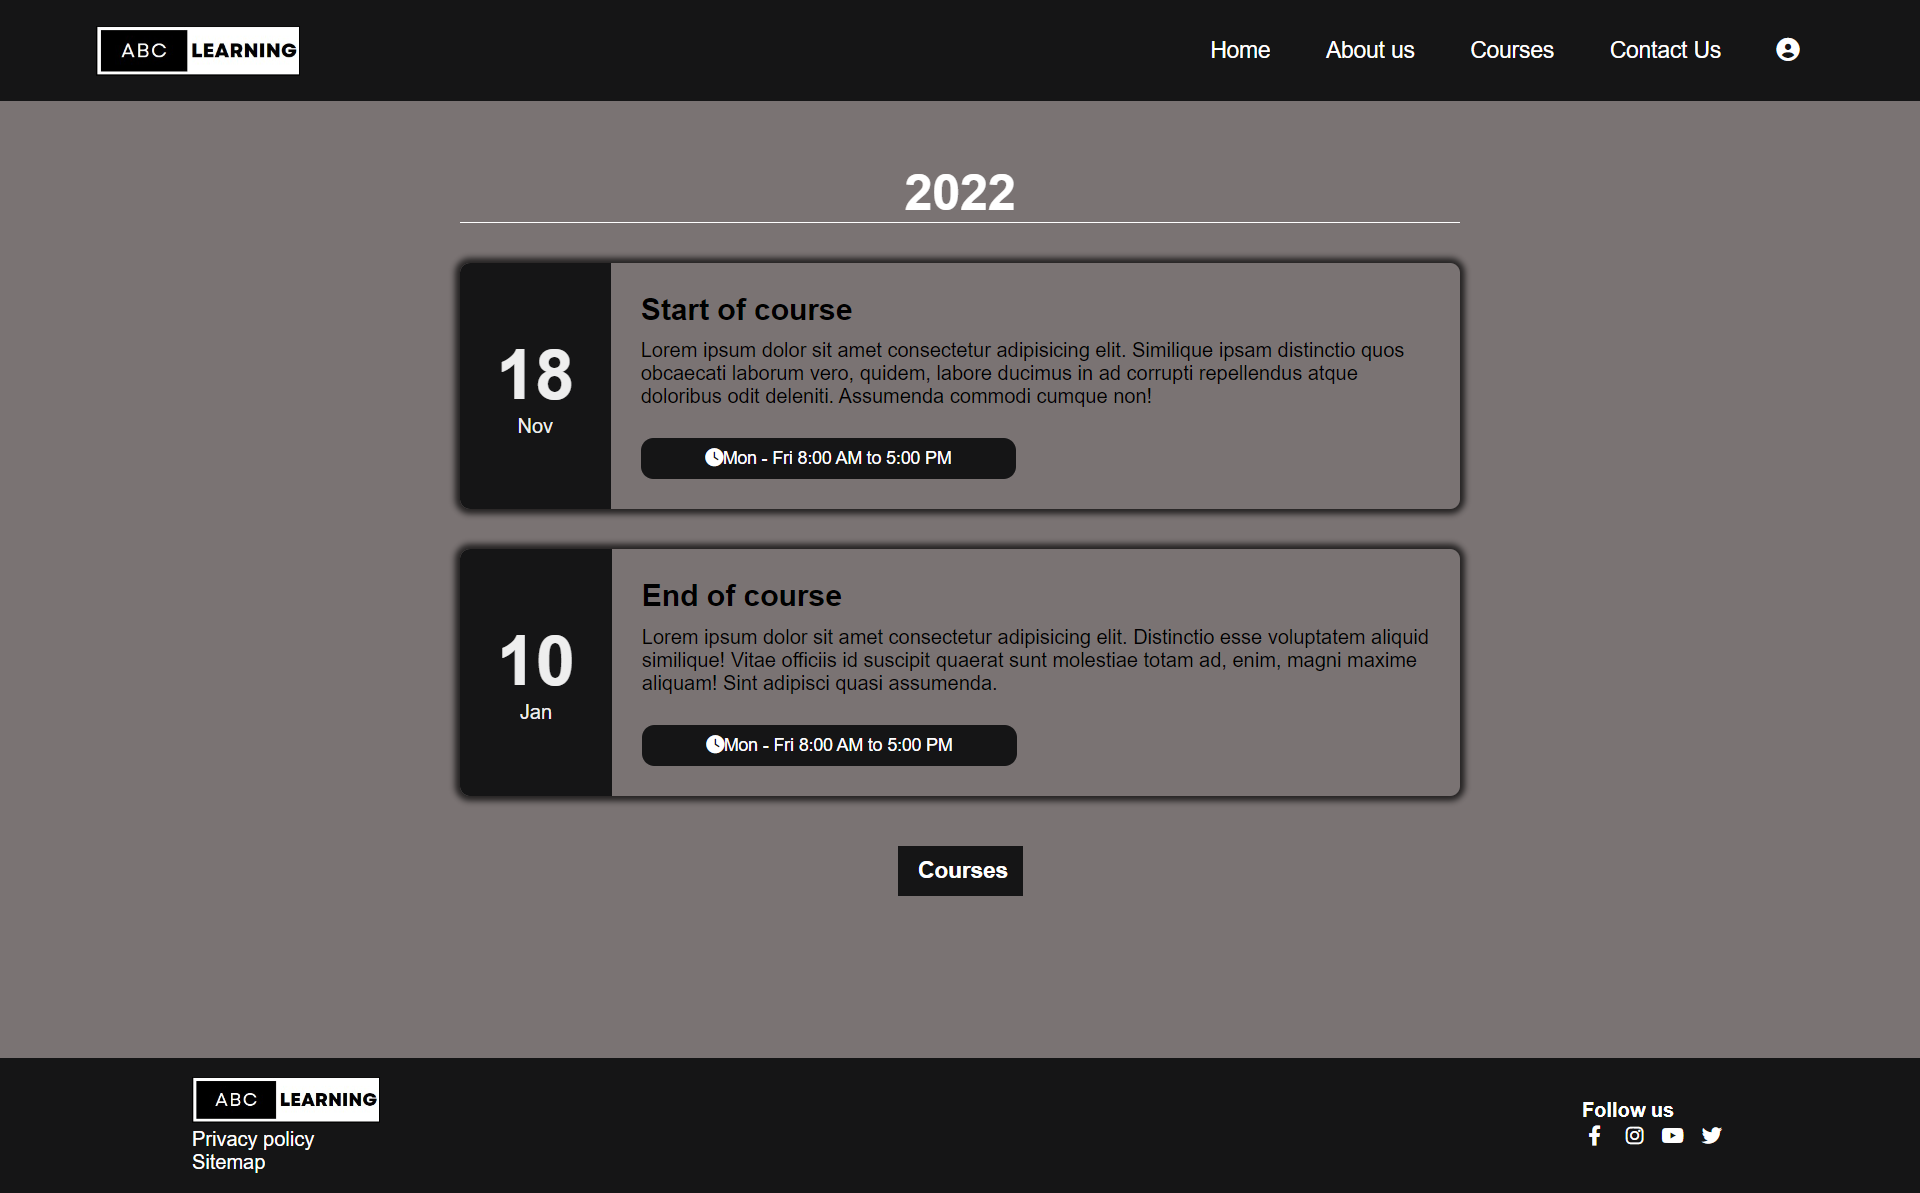 ABC LEARNING
Home About us Courses Contact Us
2022
18
Nov
Start of course
Lorem ipsum dolor sit amet consectetur adipisicing elit. Similique ipsam distinctio quos
obcaecati laborum vero, quidem, labore ducimus in ad corrupti repellendus atque
doloribus odit deleniti. Assumenda commodi cumque non!
Mon - Fri 8:00 AM to 5:00 PM
10
Jan
End of course
Lorem ipsum dolor sit amet consectetur adipisicing elit. Distinctio esse voluptatem aliquid
similique! Vitae officiis id suscipit quaerat sunt molestiae totam ad, enim, magni maxime
aliquam! Sint adipisci quasi assumenda.
Mon - Fri 8:00 AM to 5:00 PM
Courses
ABC LEARNING
Privacy policy
Sitemap
Follow us